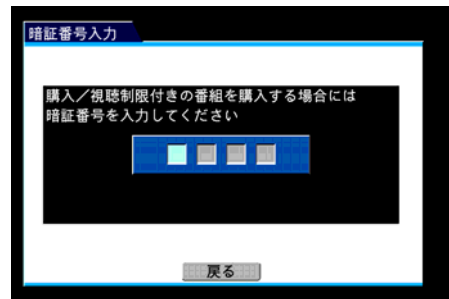 暗証番号入力
購入／視聴制限付きの番組を購入する場合には
暗証番号を入力してください
戻る